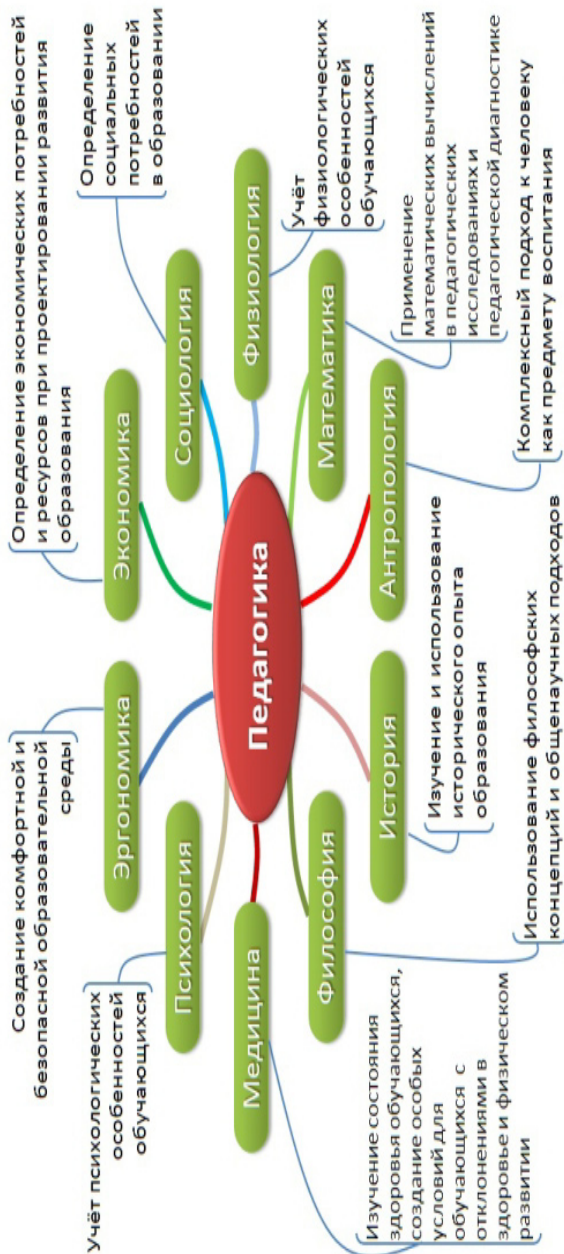 Создание комфортной и
безопасной образовательной
среды
Определение экономических потребностей
и ресурсов при проектировании развития
образования
Учёт психологических
особенностей
обучающихся
Определение
социальных
потребностей
в образовании
Эргономика
Экономика
Психология
Социология
Медицина
Педагогика
Физиология
Учёт
физиологических
особенностей
обучающихся
Философия
Математика
История
Антропология
Изучение состояния
здоровья обучающихся,
создание особых
условий для
обучающихся с
отклонениями в
здоровье и физическом
развитии
Изучение и использование
исторического опыта
образования
Применение
математических вычислений
в педагогических
исследованиях и
педагогической диагностике
Использование философских
концепций и общенаучных подходов
Комплексный подход к человеку
как предмету воспитания